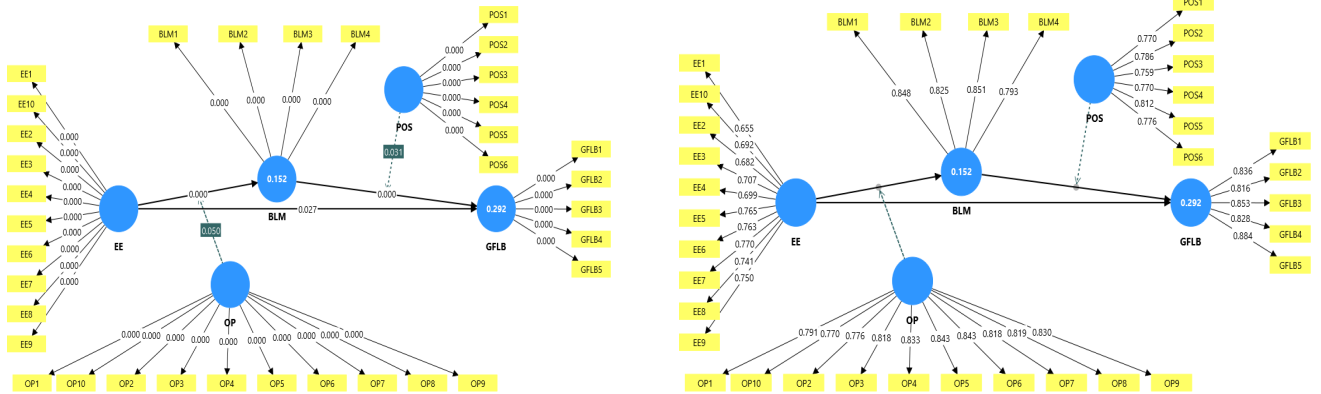 POS1
BLM1 BLM2 BLM3 BLM4
POS2
POS3
POS4
POS5
POS6
0.000
0.000
0.000
0.000
0.000
0.000
POS
0.031
EE1
EE10
EE2
EE3
EE4
EE5
EE6
EE7
EE8
EE9
0.000
0.000
0.000
0.000
0.000
0.000
0.000
0.000
0.000
0.000
0.000 0.000 0.000 0.000
0.152
BLM
0.000
0.000
0.027
EE
0.050
GFLB1
GFLB2
GFLB3
GFLB4
GFLB5
0.000
0.000
0.000
0.000
0.000
0.292
GFLB
OP
0.000 0.000 0.000 0.000 0.000 0.000 0.000 0.000 0.000 0.000
OP1 OP10 OP2 OP3 OP4 OP5 OP6 OP7 OP8 OP9
POS1
BLM1 BLM2 BLM3 BLM4
POS2
POS3
POS4
POS5
POS6
0.770
0.786
0.759
0.770
0.812
0.776
POS
EE1
EE10
EE2
EE3
EE4
EE5
EE6
EE7
EE8
EE9
0.655
0.692
0.682
0.707
0.699
0.765
0.763
0.770
0.741
0.750
0.848 0.825 0.851 0.793
0.152
BLM
EE
GFLB1
GFLB2
GFLB3
GFLB4
GFLB5
0.836
0.816
0.853
0.828
0.884
0.292
GFLB
OP
0.791 0.770 0.776 0.818 0.833 0.843 0.843 0.818 0.819 0.830
OP1 OP10 OP2 OP3 OP4 OP5 OP6 OP7 OP8 OP9